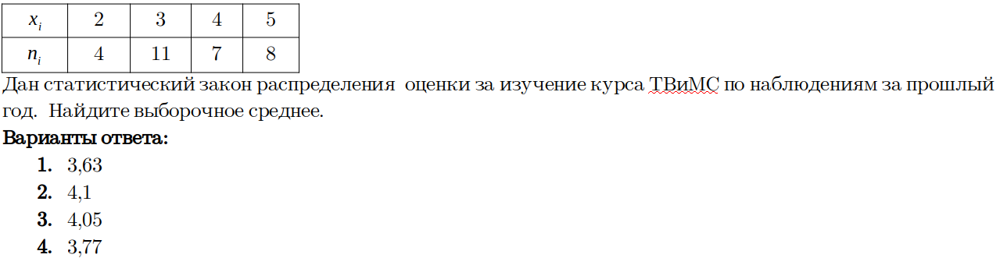 xi 2 3 4 5
ni 4 11 7 8
Дан статистический закон распределения оценки за изучение курса ТВиМС по наблюдениям за прошлый
год. Найдите выборочное среднее.
Варианты ответа:
1. 3,63
2. 4,1
3. 4,05
4. 3,77